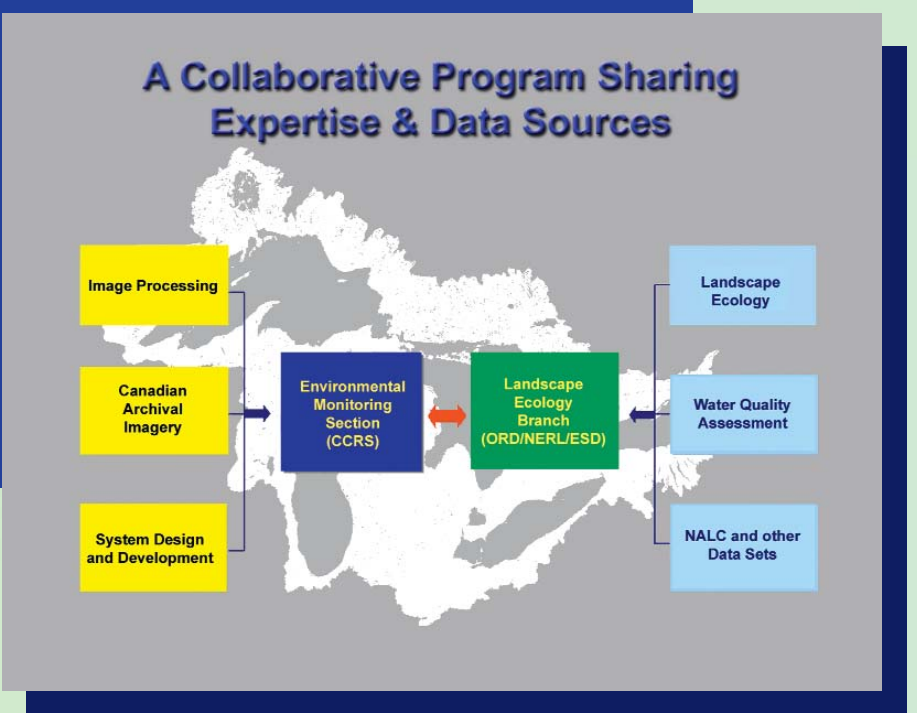 A Collaborative Program Sharing
Expertise & Data Sources
Image Processing
Canadian
Archival
Imagery
System Design
and Development
Environmental
Monitoring
Section
(CCRS)
Landscape
Ecology
Branch
(ORD/NERL/ESD)
Landscape
Ecology
Water Quality
Assessment
NALC and other
Data Sets